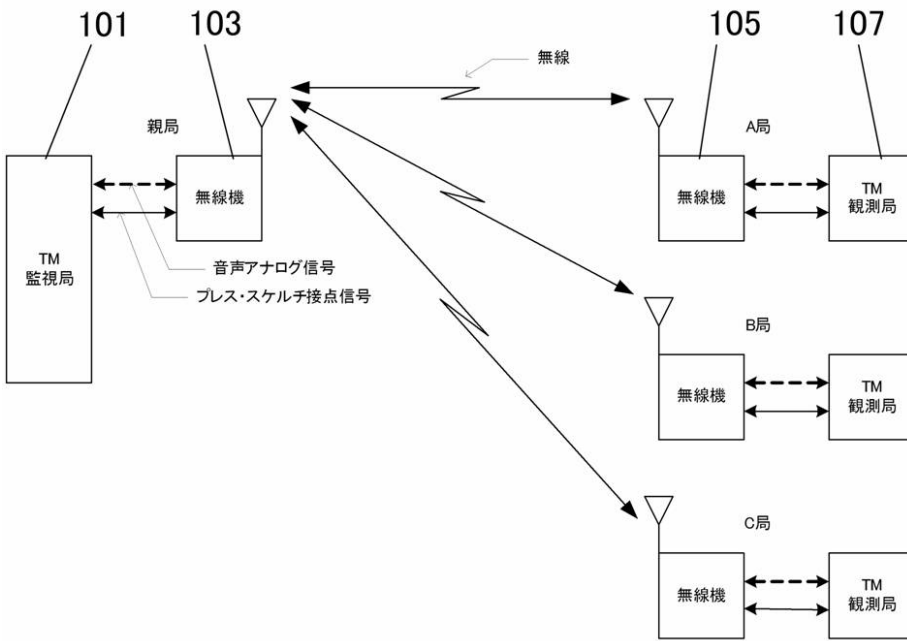 101
103
105
107
無線
親局
A局
無線機
無線機
TM
観測局
TM
監視局
音声アナログ信号
プレス・スケルチ接点信号
B局
無線機
TM
観測局
C局
無線機
TM
観測局